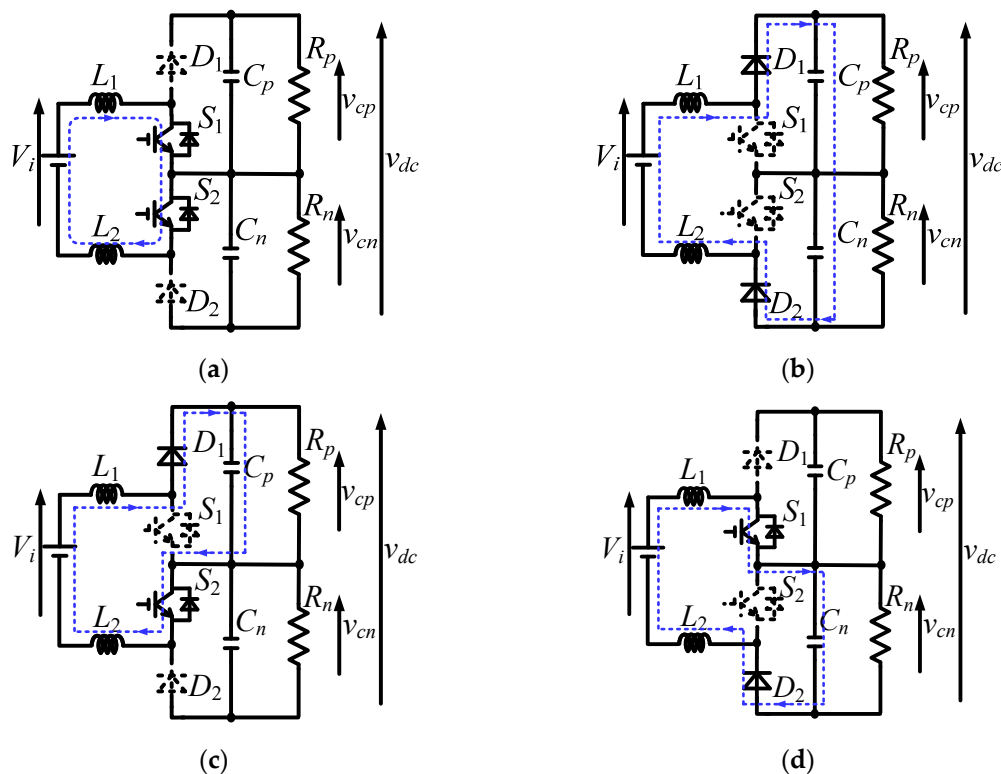 D1
L1
Cp
Rp
vcp
S1
Vi
vdc
S2
Rn
L2
Cn
vcn
D2
(a)
D1
L1
Cp
Rp
vcp
S1
Vi
vdc
S2
Rn
L2
Cn
vcn
D2
(b)
D1
L1
Cp
Rp
vcp
S1
Vi
vdc
S2
Rn
L2
Cn
vcn
D2
(c)
D1
L1
Cp
Rp
vcp
S1
Vi
vdc
S2
Rn
L2
Cn
vcn
D2
(d)